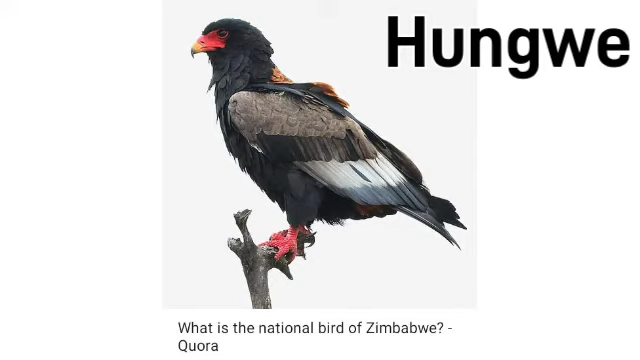 Hungwe
What is the national bird of Zimbabwe? -
Quora